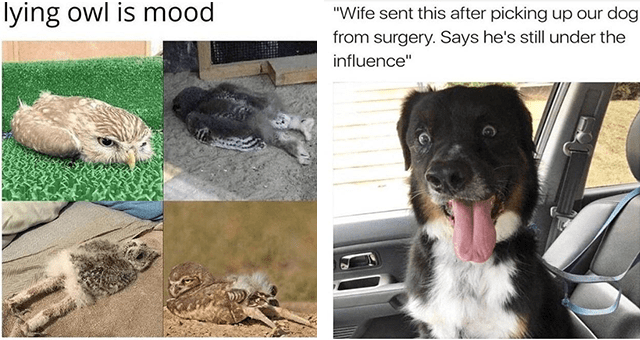 lying owl is mood
"Wife sent this after picking up our dog
from surgery. Says he's still under the
influence"